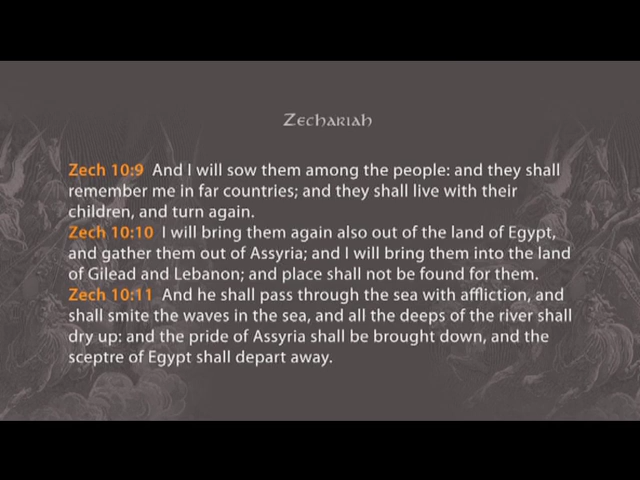 Zechariah
Zech 10:9 And I will sow them among the people: and they shall
remember me in far countries; and they shall live with their
children, and turn again.
Zech 10:10 I will bring them again also out of the land of Egypt,
and gather them out of Assyria; and I will bring them into the land
of Gilead and Lebanon; and place shall not be found for them.
Zech 10:11 And he shall pass through the sea with affliction, and
shall smite the waves in the sea, and all the deeps of the river shall
dry up: and the pride of Assyria shall be brought down, and the
sceptre of Egypt shall depart away.